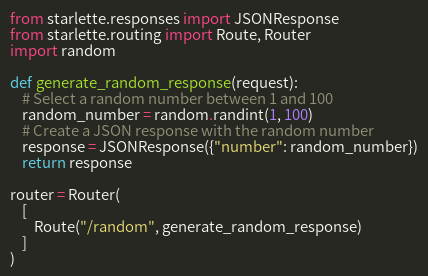 from starlette.responses import JSONResponse
from starlette.routing import Route, Router
import random

def generate_random_response(request):
    # Select a random number between 1 and 100
    random_number = random.randint(1, 100)
    # Create a JSON response with the random number
    response = JSONResponse({"number": random_number})
    return response

router = Router(
    [
        Route("/random", generate_random_response)
    ]
)